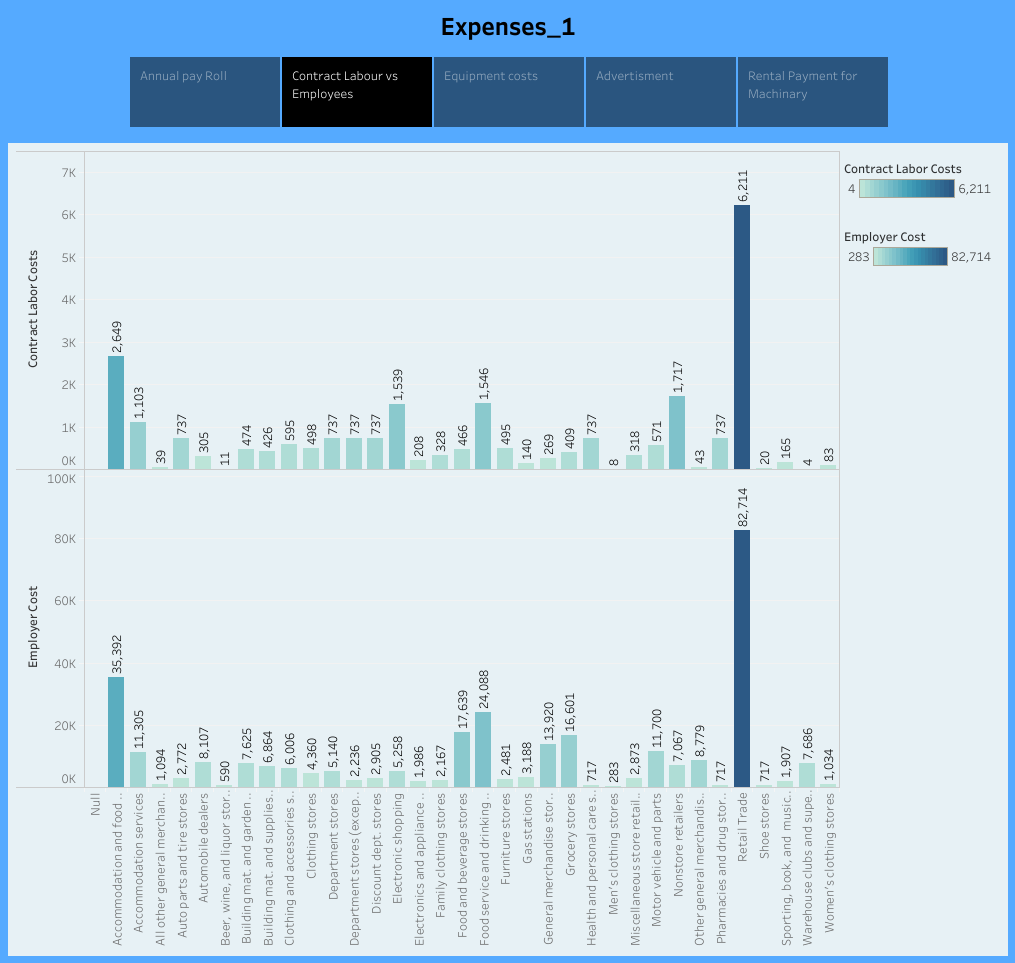 Expenses_1
Annual pay Roll
Contract Labour vs
Employees
Equipment costs
Advertisment
Rental Payment for
Machinary
Contract Labor Costs
7K
6K
5K
4K
3K
2K
1K
0K
2,649
1,103
39
737
305
11
474
426
595
498
737
737
737
1,539
208
328
466
1,546
495
140
269
409
737
8
318
571
1,717
43
737
6,211
20
165
4
83
Employer Cost
100K
80K
60K
40K
20K
0K
35,392
11,305
1,094
2,772
8,107
590
7,625
6,864
6,006
4,360
5,140
2,236
2,905
5,258
1,986
2,167
17,639
24,088
2,481
3,188
13,920
16,601
717
283
2,873
11,700
7,067
8,779
717
82,714
717
1,907
7,686
1,034
Null
Accommodation and food ..
Accommodation services
All other general merchan..
Auto parts and tire stores
Automobile dealers
Beer, wine, and liquor stor..
Building mat. and garden ..
Building mat. and supplies..
Clothing and accessories s..
Clothing stores
Department stores
Department stores (excep..
Discount dept. stores
Electronic shopping
Electronics and appliance ..
Family clothing stores
Food and beverage stores
Food service and drinking ..
Furniture stores
Gas stations
General merchandise stor..
Grocery stores
Health and personal care s..
Men's clothing stores
Miscellaneous store retail..
Motor vehicle and parts
Nonstore retailers
Other general merchandis..
Pharmacies and drug stor..
Retail Trade
Shoe stores
Sporting, book, and music..
Warehouse clubs and supe..
Women's clothing stores
Contract Labor Costs
4 6,211
Employer Cost
283 82,714